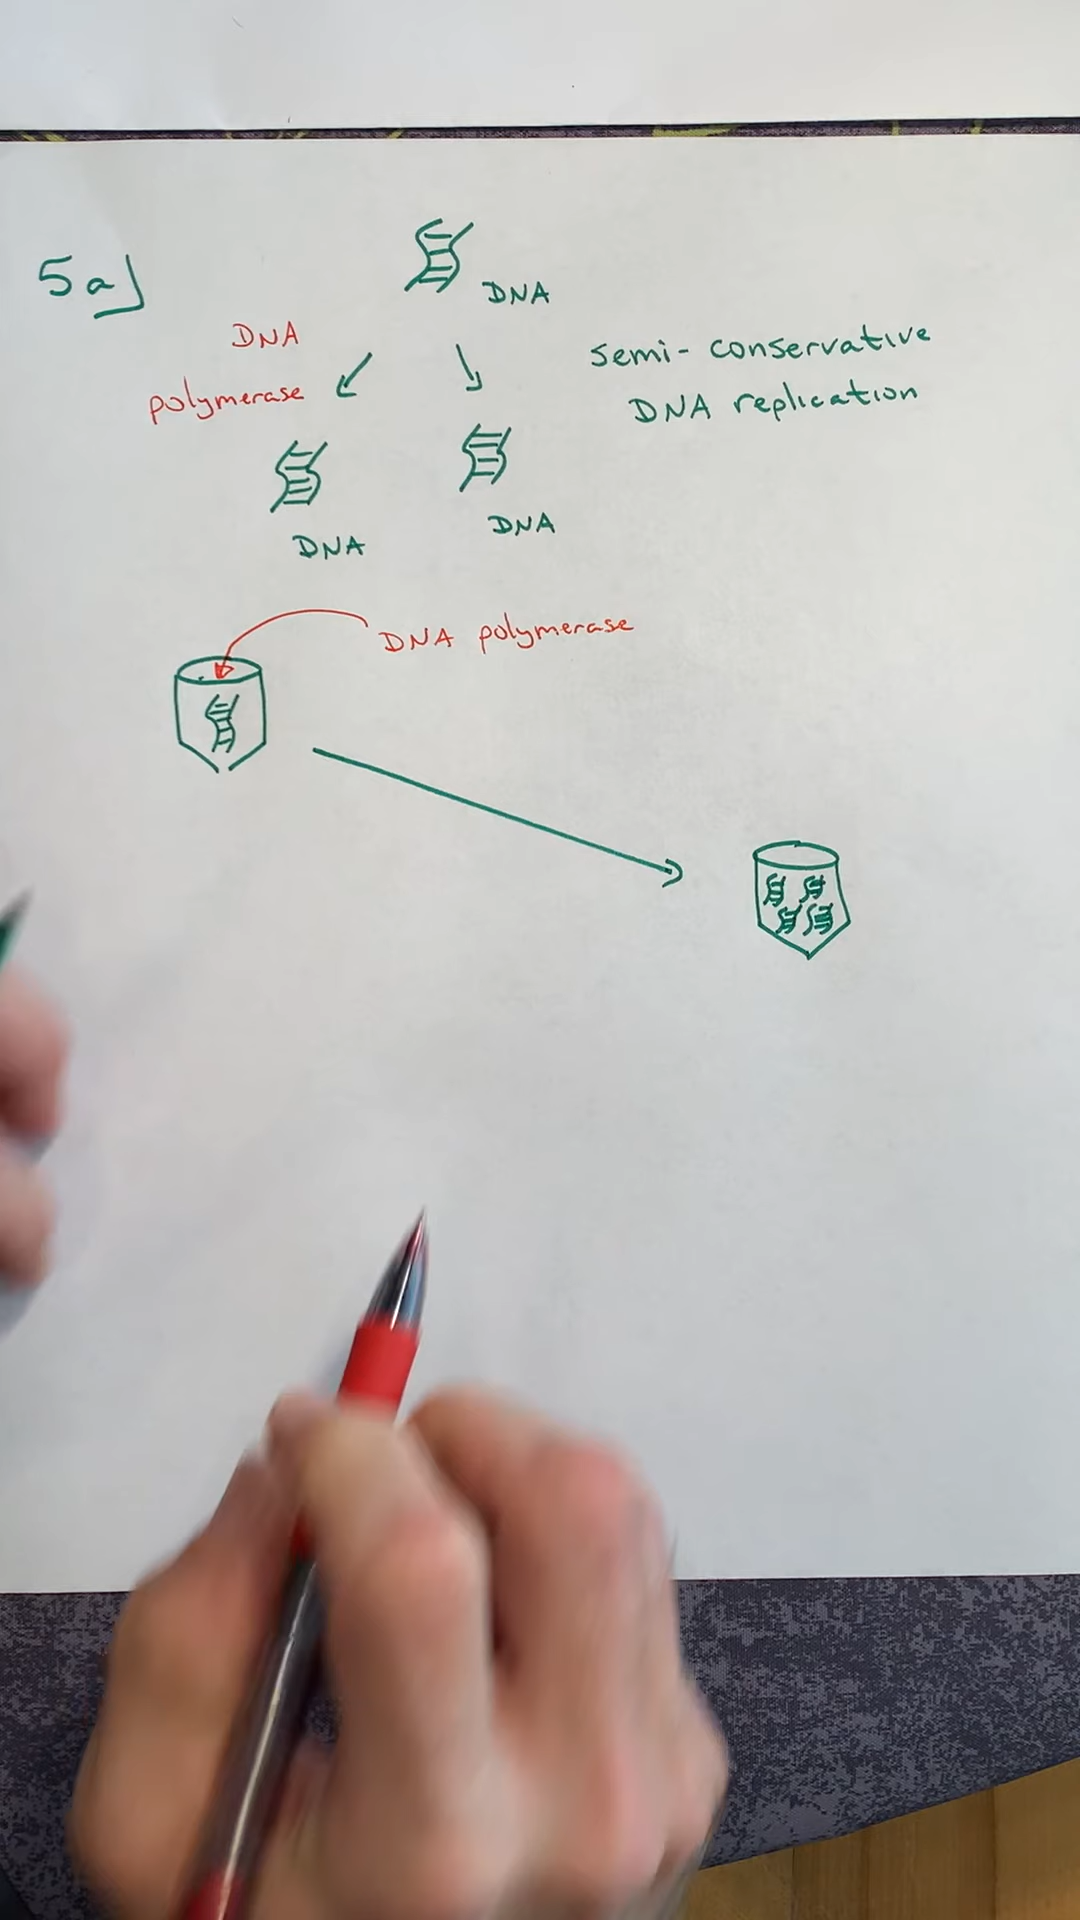 5a)
DNA
DNA
polymerase
semi-conservative
DNA replication
DNA
DNA
DNA polymerase